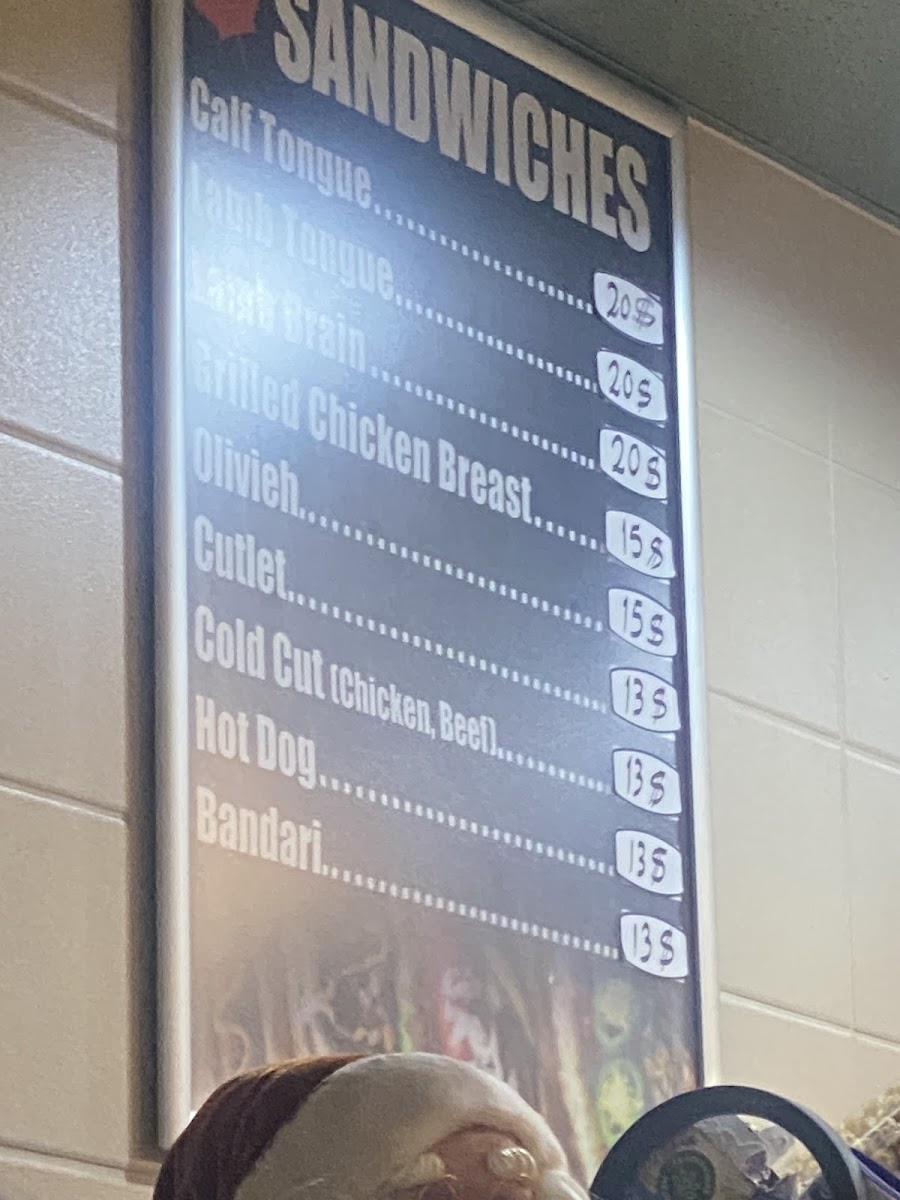 SANDWICHES
Calf Tongue.......................... 20$
Lamb Tongue........................ 20$
Lamb Brain.......................... 20$
Grilled Chicken Breast....... 15$
Olivieh................................. 15$
Cutlet................................... 13$
Cold Cut (Chicken, Beef)........... 13$
Hot Dog................................ 13$
Bandari................................ 13$